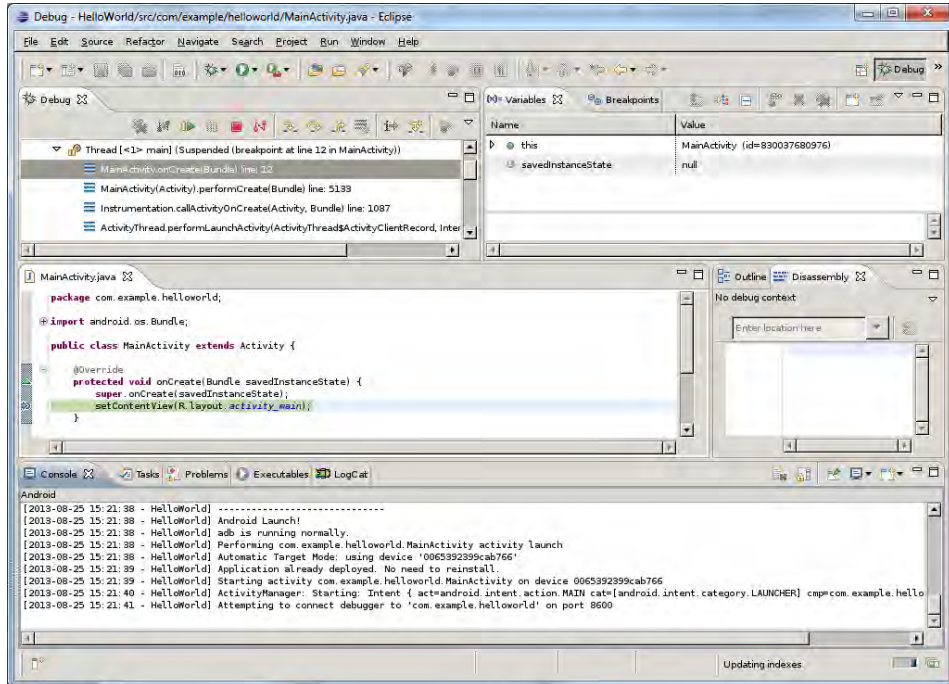 Debug - HelloWorld/src/com/example/helloworld/MainActivity.java - Eclipse
File Edit Source Refactor Navigate Search Project Run Window Help
Debug »
Debug
Thread [<1> main] (Suspended (breakpoint at line 12 in MainActivity))
MainActivity.onCreate(Bundle) line: 12
MainActivity(Activity).performCreate(Bundle) line: 5133
Instrumentation.callActivityOnCreate(Activity, Bundle) line: 1087
ActivityThread.performLaunchActivity(ActivityThread$ActivityClientRecord, Inter
(x)= Variables Breakpoints
Name Value
this MainActivity (id=830037680976)
savedInstanceState null
MainActivity.java
package com.example.helloworld;
import android.os.Bundle;
public class MainActivity extends Activity {
@Override
protected void onCreate(Bundle savedInstanceState) {
super.onCreate(savedInstanceState);
setContentView(R.layout.activity_main);
}
Outline Disassembly
No debug context
Enter location here
Console Tasks Problems Executables LogCat
Android
[2013-08-25 15:21:38 - HelloWorld] ------------------------------
[2013-08-25 15:21:38 - HelloWorld] Android Launch!
[2013-08-25 15:21:38 - HelloWorld] adb is running normally.
[2013-08-25 15:21:38 - HelloWorld] Performing com.example.helloworld.MainActivity activity launch
[2013-08-25 15:21:38 - HelloWorld] Automatic Target Mode: using device '0065392399cab766'
[2013-08-25 15:21:39 - HelloWorld] Application already deployed. No need to reinstall.
[2013-08-25 15:21:39 - HelloWorld] Starting activity com.example.helloworld.MainActivity on device 0065392399cab766
[2013-08-25 15:21:40 - HelloWorld] ActivityManager: Starting: Intent { act=android.intent.action.MAIN cat=[android.intent.category.LAUNCHER] cmp=com.example.hello
[2013-08-25 15:21:41 - HelloWorld] Attempting to connect debugger to 'com.example.helloworld' on port 8600
Updating indexes